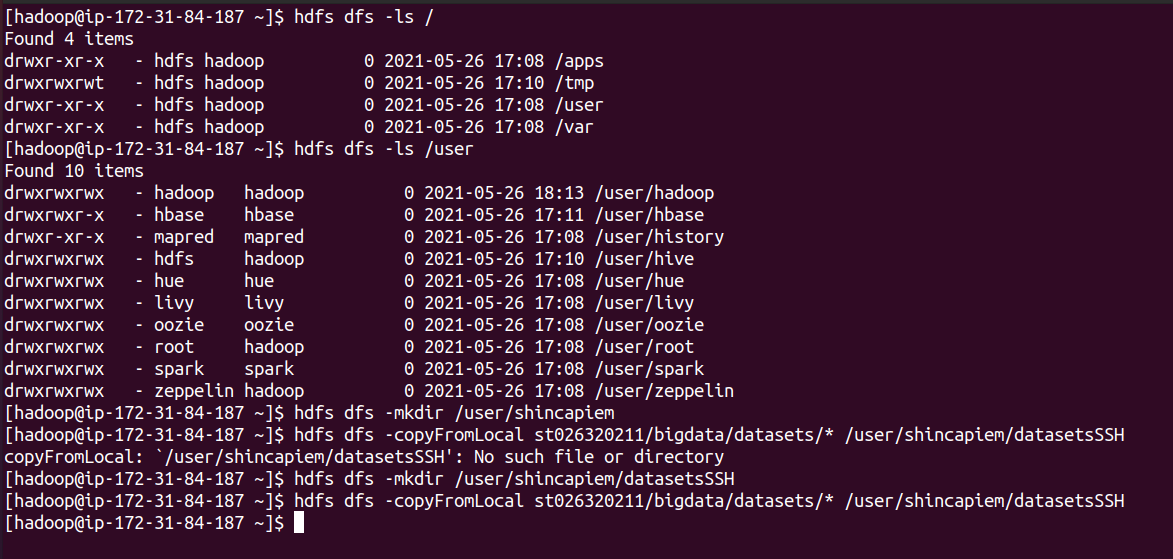 [hadoop@ip-172-31-84-187 ~]$ hdfs dfs -ls /
Found 4 items
drwxr-xr-x   - hdfs hadoop          0 2021-05-26 17:08 /apps
drwxrwxrwt   - hdfs hadoop          0 2021-05-26 17:10 /tmp
drwxr-xr-x   - hdfs hadoop          0 2021-05-26 17:08 /user
drwxr-xr-x   - hdfs hadoop          0 2021-05-26 17:08 /var
[hadoop@ip-172-31-84-187 ~]$ hdfs dfs -ls /user
Found 10 items
drwxrwxrwx   - hadoop   hadoop          0 2021-05-26 18:13 /user/hadoop
drwxrwxr-x   - hbase    hbase           0 2021-05-26 17:11 /user/hbase
drwxr-xr-x   - mapred   mapred          0 2021-05-26 17:08 /user/history
drwxrwxrwx   - hdfs     hadoop          0 2021-05-26 17:10 /user/hive
drwxrwxrwx   - hue      hue             0 2021-05-26 17:08 /user/hue
drwxrwxrwx   - livy     livy            0 2021-05-26 17:08 /user/livy
drwxrwxrwx   - oozie    oozie           0 2021-05-26 17:08 /user/oozie
drwxrwxrwx   - root     hadoop          0 2021-05-26 17:08 /user/root
drwxrwxrwx   - spark    spark           0 2021-05-26 17:08 /user/spark
drwxrwxrwx   - zeppelin hadoop          0 2021-05-26 17:08 /user/zeppelin
[hadoop@ip-172-31-84-187 ~]$ hdfs dfs -mkdir /user/shincapiem
[hadoop@ip-172-31-84-187 ~]$ hdfs dfs -copyFromLocal st026320211/bigdata/datasets/* /user/shincapiem/datasetsSSH
copyFromLocal: `/user/shincapiem/datasetsSSH': No such file or directory
[hadoop@ip-172-31-84-187 ~]$ hdfs dfs -mkdir /user/shincapiem/datasetsSSH
[hadoop@ip-172-31-84-187 ~]$ hdfs dfs -copyFromLocal st026320211/bigdata/datasets/* /user/shincapiem/datasetsSSH
[hadoop@ip-172-31-84-187 ~]$